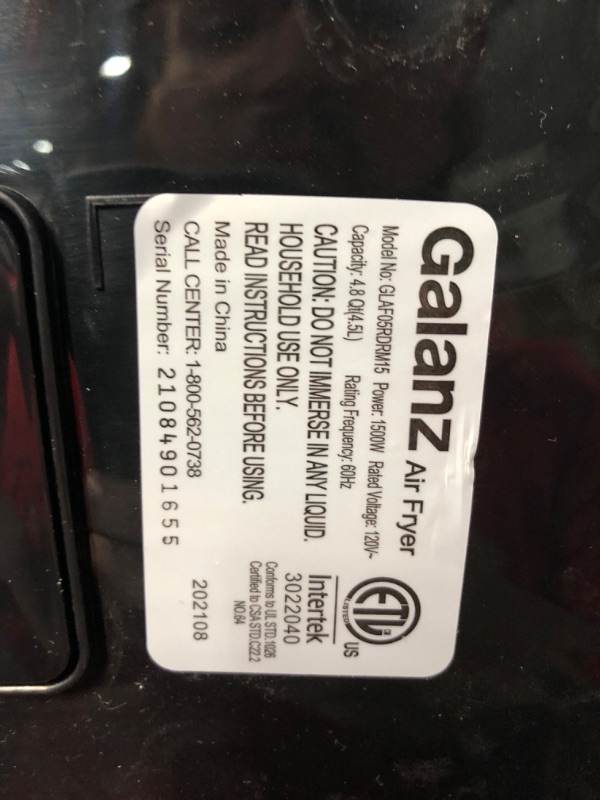 Galanz Air Fryer
Model No: GLAF05RDRM15 Power: 1500W Rated Voltage: 120V~
Capacity: 4.8 Qt(4.5L) Rating Frequency: 60Hz
CAUTION: DO NOT IMMERSE IN ANY LIQUID.
HOUSEHOLD USE ONLY.
READ INSTRUCTIONS BEFORE USING.
Made in China
CALL CENTER: 1-800-562-0738
Serial Number: 21084901655
ETL
LISTED
US
Intertek
3022040
Conforms to UL STD.1026
Certified to CSA STD.C22.2
NO.64
202108